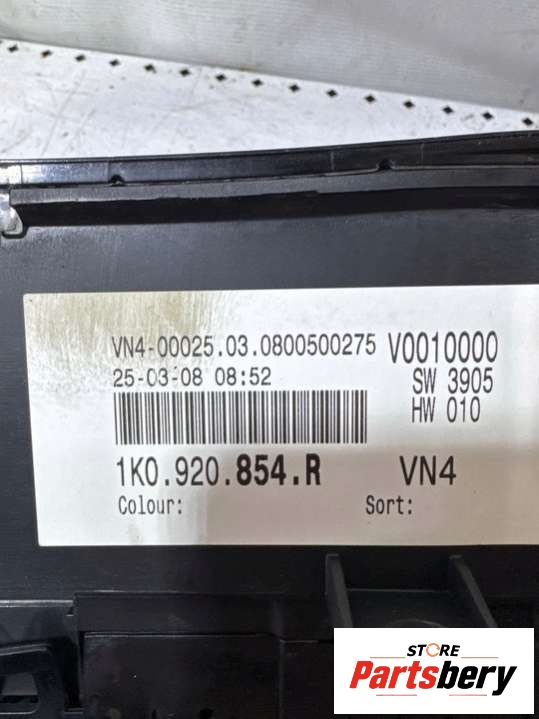 VN4-00025.03.0800500275 V0010000
25-03-08 08:52 SW 3905
HW 010
1K0.920.854.R VN4
Colour: Sort:
STORE
Partsbery